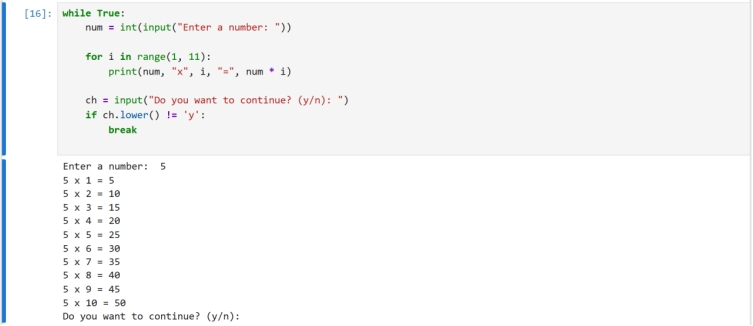 [16]: while True:
    num = int(input("Enter a number: "))

    for i in range(1, 11):
        print(num, "x", i, "=", num * i)

    ch = input("Do you want to continue? (y/n): ")
    if ch.lower() != 'y':
        break

Enter a number:  5
5 x 1 = 5
5 x 2 = 10
5 x 3 = 15
5 x 4 = 20
5 x 5 = 25
5 x 6 = 30
5 x 7 = 35
5 x 8 = 40
5 x 9 = 45
5 x 10 = 50
Do you want to continue? (y/n):